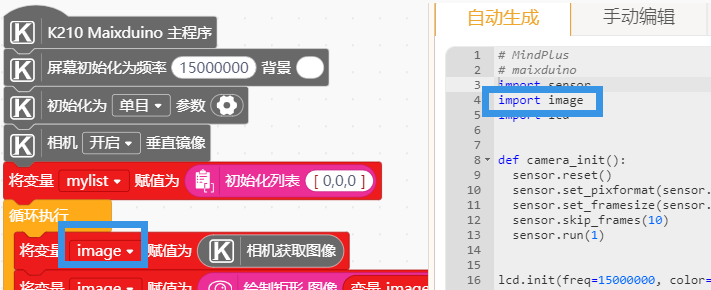 K210 Maixduino 主程序
屏幕初始化为频率 15000000 背景
初始化为 单目 参数
相机 开启 垂直镜像
将变量 mylist 赋值为 初始化列表 [ 0,0,0 ]
循环执行
将变量 image 赋值为 相机获取图像
将变量 image 赋值为 绘制矩形 图像 变量 image
自动生成
手动编辑
1 # MindPlus
2 # maixduino
3 import sensor
4 import image
5 import lcd
6
7
8 def camera_init():
9 sensor.reset()
10 sensor.set_pixformat(sensor.
11 sensor.set_framesize(sensor.
12 sensor.skip_frames(10)
13 sensor.run(1)
14
15
16 lcd.init(freq=15000000, color=